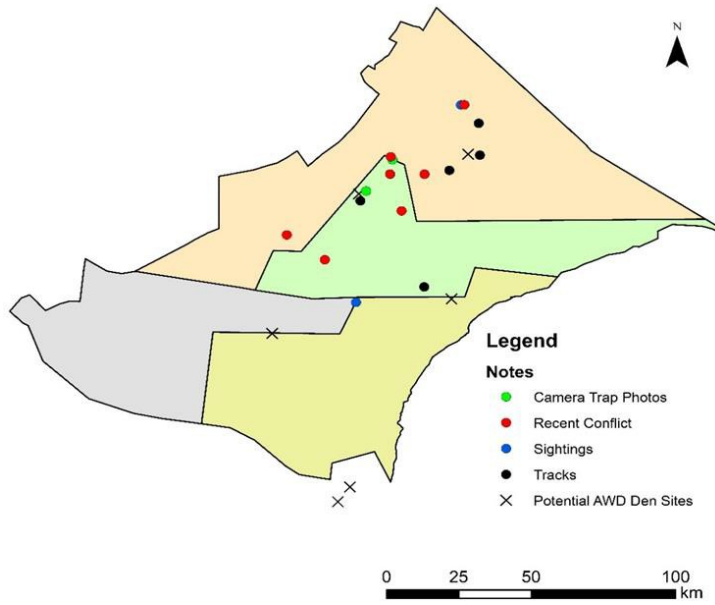 N
Legend
Notes
Camera Trap Photos
Recent Conflict
Sightings
Tracks
Potential AWD Den Sites
0 25 50 100
km